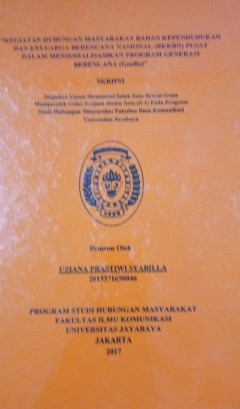 "KEGIATAN HUBUNGAN MASYARAKAT BADAN KEPENDUDUKAN
DAN KELUARGA BERENCANA NASIONAL (BKKBN) PUSAT
DALAM MENSOSIALISASIKAN PROGRAM GENERASI
BERENCANA (GenRe)"
SKRIPSI
Diajukan Untuk Memenuhi Salah Satu Syarat Guna
Memperoleh Gelar Sarjana Strata Satu (S-1) Pada Program
Studi Hubungan Masyarakat Fakultas Ilmu Komunikasi
Universitas Jayabaya
Disusun Oleh :
UZIANA PRASTIWI SYABILLA
2013371650046
PROGRAM STUDI HUBUNGAN MASYARAKAT
FAKULTAS ILMU KOMUNIKASI
UNIVERSITAS JAYABAYA
JAKARTA
2017